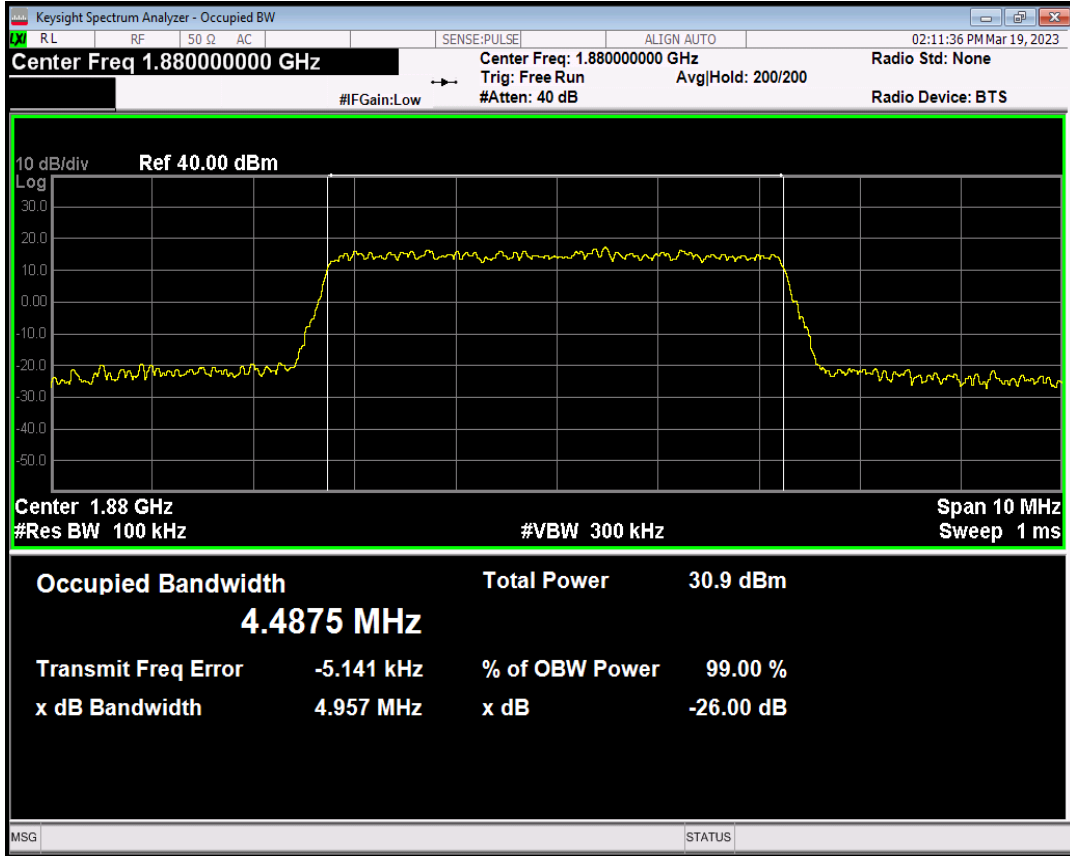 Keysight Spectrum Analyzer - Occupied BW
LXI RL RF 50 Ω AC SENSE:PULSE ALIGN AUTO 02:11:36 PM Mar 19, 2023
Center Freq 1.880000000 GHz
Center Freq: 1.880000000 GHz
Radio Std: None
Trig: Free Run Avg|Hold: 200/200
#IFGain:Low #Atten: 40 dB Radio Device: BTS
10 dB/div Ref 40.00 dBm
Log
30.0
20.0
10.0
0.00
-10.0
-20.0
-30.0
-40.0
-50.0
Center 1.88 GHz Span 10 MHz
#Res BW 100 kHz #VBW 300 kHz Sweep 1 ms
Occupied Bandwidth Total Power 30.9 dBm
4.4875 MHz
Transmit Freq Error -5.141 kHz % of OBW Power 99.00 %
x dB Bandwidth 4.957 MHz x dB -26.00 dB
MSG STATUS